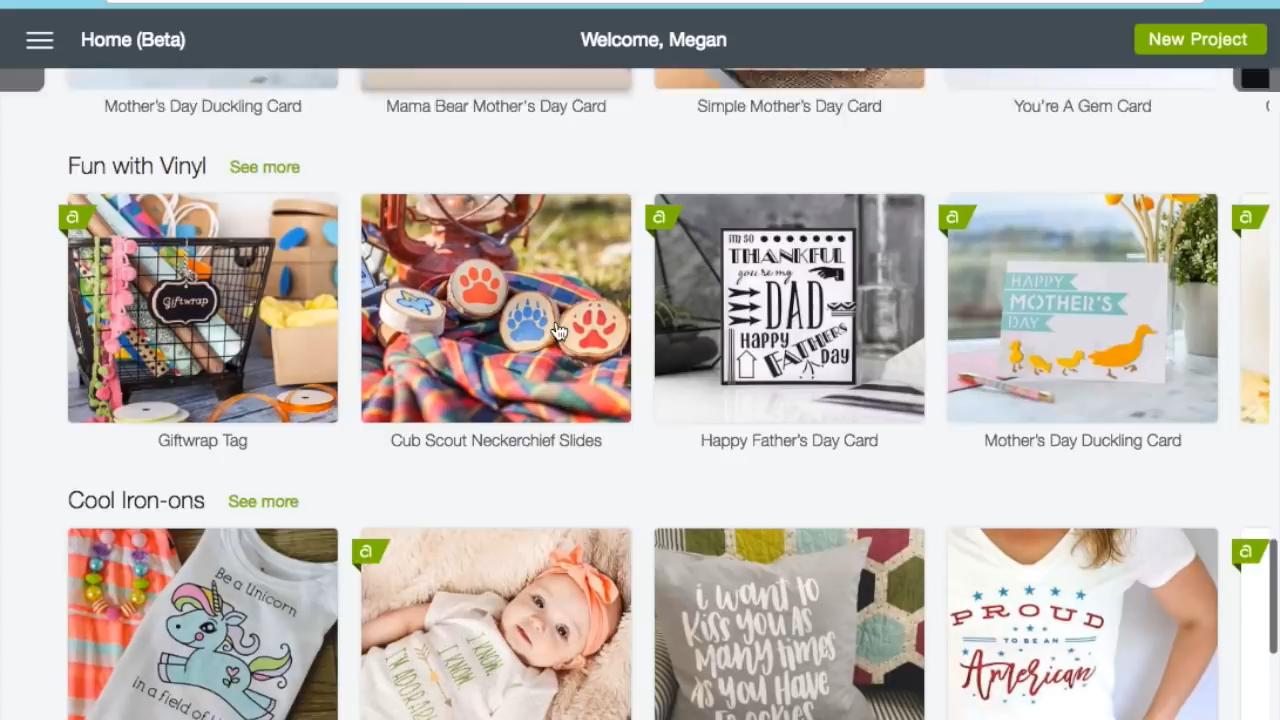 Home (Beta)
Welcome, Megan
New Project
Mother's Day Duckling Card
Mama Bear Mother's Day Card
Simple Mother's Day Card
You're A Gem Card
Fun with Vinyl
See more
a
a
a
a
Giftwrap
I'M SO
THANKFUL
you're my
DAD
HAPPY
FATHERS
DAY
HAPPY
MOTHER'S
DAY
Giftwrap Tag
Cub Scout Neckerchief Slides
Happy Father's Day Card
Mother's Day Duckling Card
Cool Iron-ons
See more
a
a
Be a Unicorn
in a field of
I KNOW
I KNOW
I'M ADORABL
i want to
KISS YOU AS
MANY times
AS YOU HAVE
PROUD
TO BE AN
American